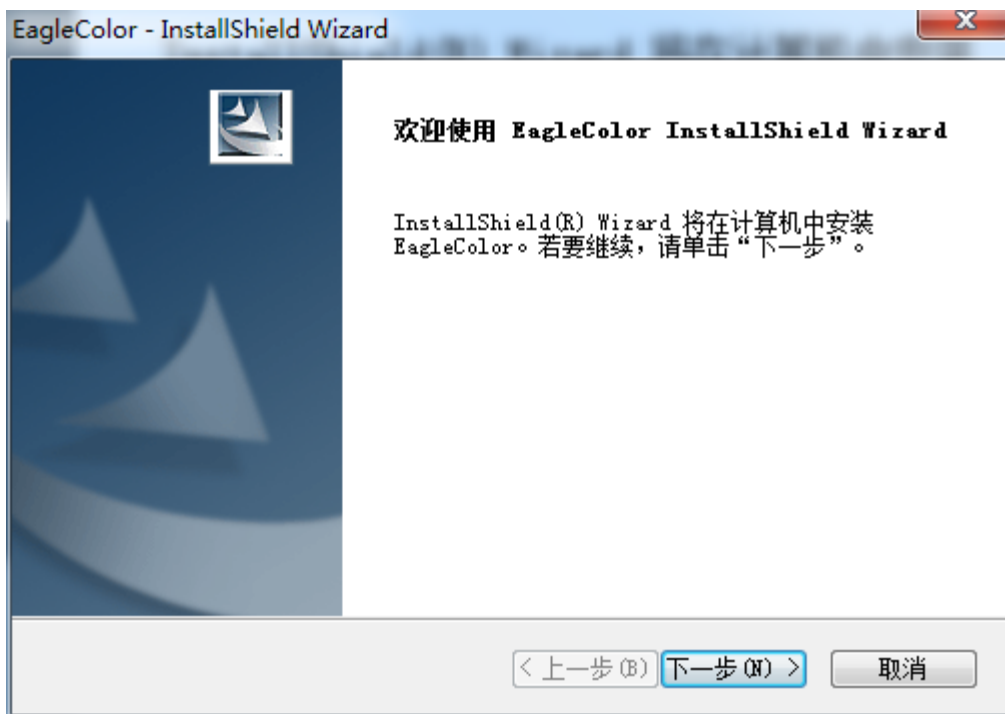 EagleColor - InstallShield Wizard
欢迎使用 EagleColor InstallShield Wizard
InstallShield(R) Wizard 将在计算机中安装
EagleColor。若要继续，请单击“下一步”。
< 上一步(B)
下一步(N) >
取消